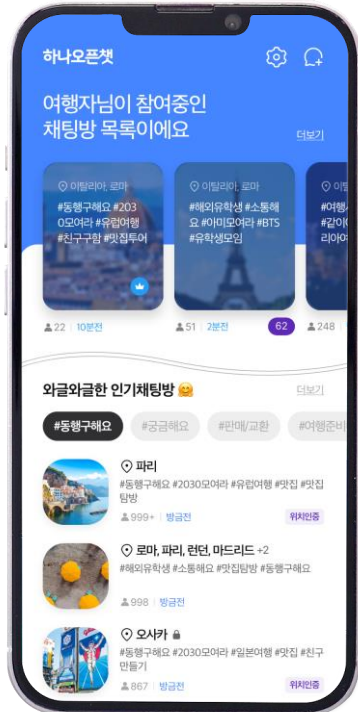 하나오픈챗
여행자님이 참여중인
채팅방 목록이에요
더보기
이탈리아, 로마
#동행구해요 #203
0모여라 #유럽여행
#친구구함 #맛집투어
22 10분전
이탈리아, 로마
#해외유학생 #소통해
요 #아미모여라 #BTS
#유학생모임
51 2분전
62
#여행
#같이
리아여
248
와글와글한 인기채팅방 🤗
더보기
#동행구해요
#궁금해요
#판매/교환
#여행준비
파리
#동행구해요 #2030모여라 #유럽여행 #맛집 #맛집
탐방
999+ 방금전
위치인증
로마, 파리, 런던, 마드리드 +2
#해외유학생 #소통해요 #맛집탐방 #동행구해요
998 방금전
오사카
#동행구해요 #2030모여라 #일본여행 #맛집 #친구
만들기
867 방금전
위치인증